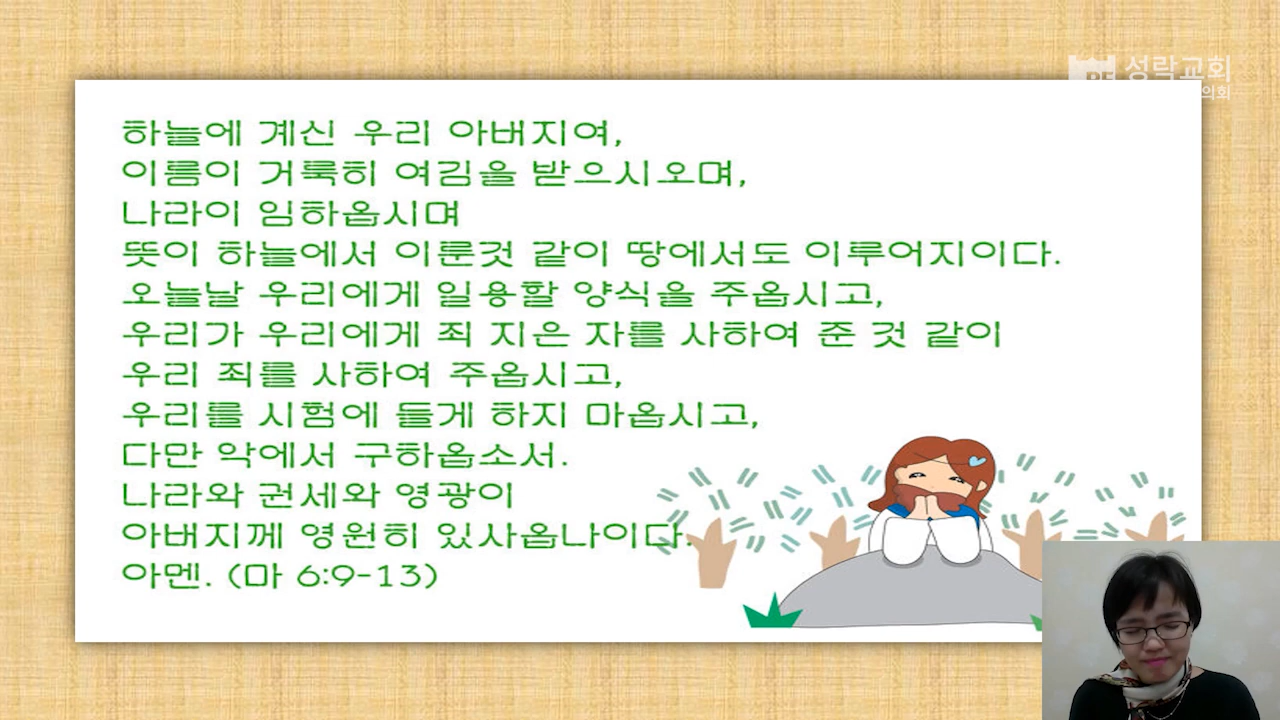 성락교회
의회
하늘에 계신 우리 아버지여,
이름이 거룩히 여김을 받으시오며,
나라이 임하옵시며
뜻이 하늘에서 이룬것 같이 땅에서도 이루어지이다.
오늘날 우리에게 일용할 양식을 주옵시고,
우리가 우리에게 죄 지은 자를 사하여 준 것 같이
우리 죄를 사하여 주옵시고,
우리를 시험에 들게 하지 마옵시고,
다만 악에서 구하옵소서.
나라와 권세와 영광이
아버지께 영원히 있사옵나이다.
아멘. (마 6:9-13)